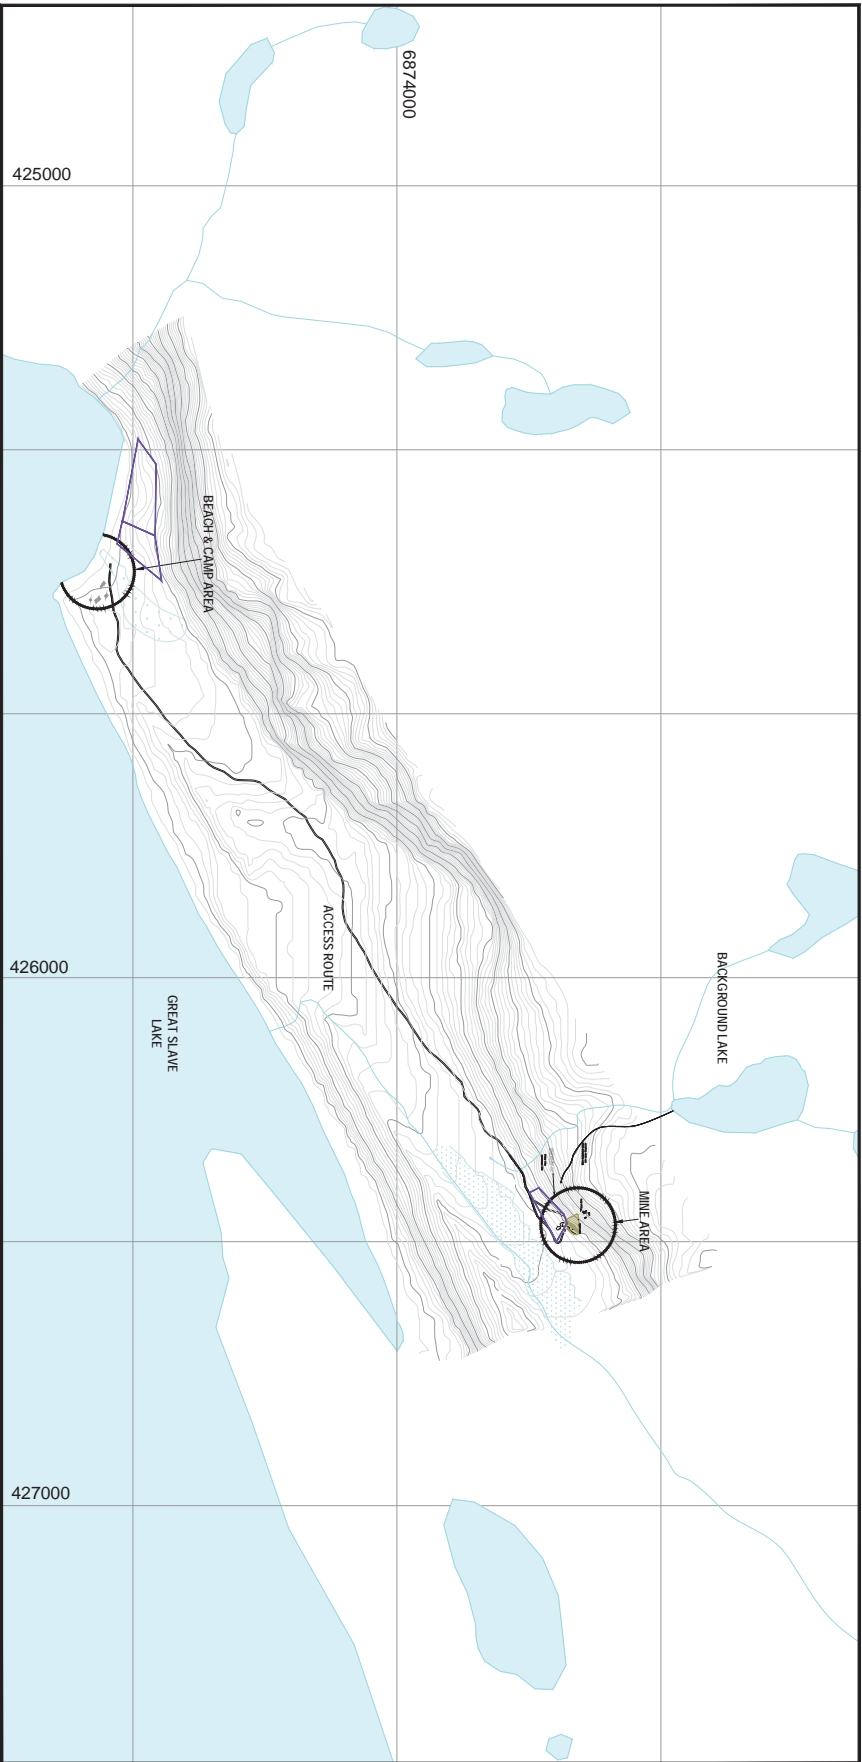 6874000
425000
BEACH & CAMP AREA
ACCESS ROUTE
426000
BACKGROUND LAKE
GREAT SLAVE
LAKE
MINE AREA
427000